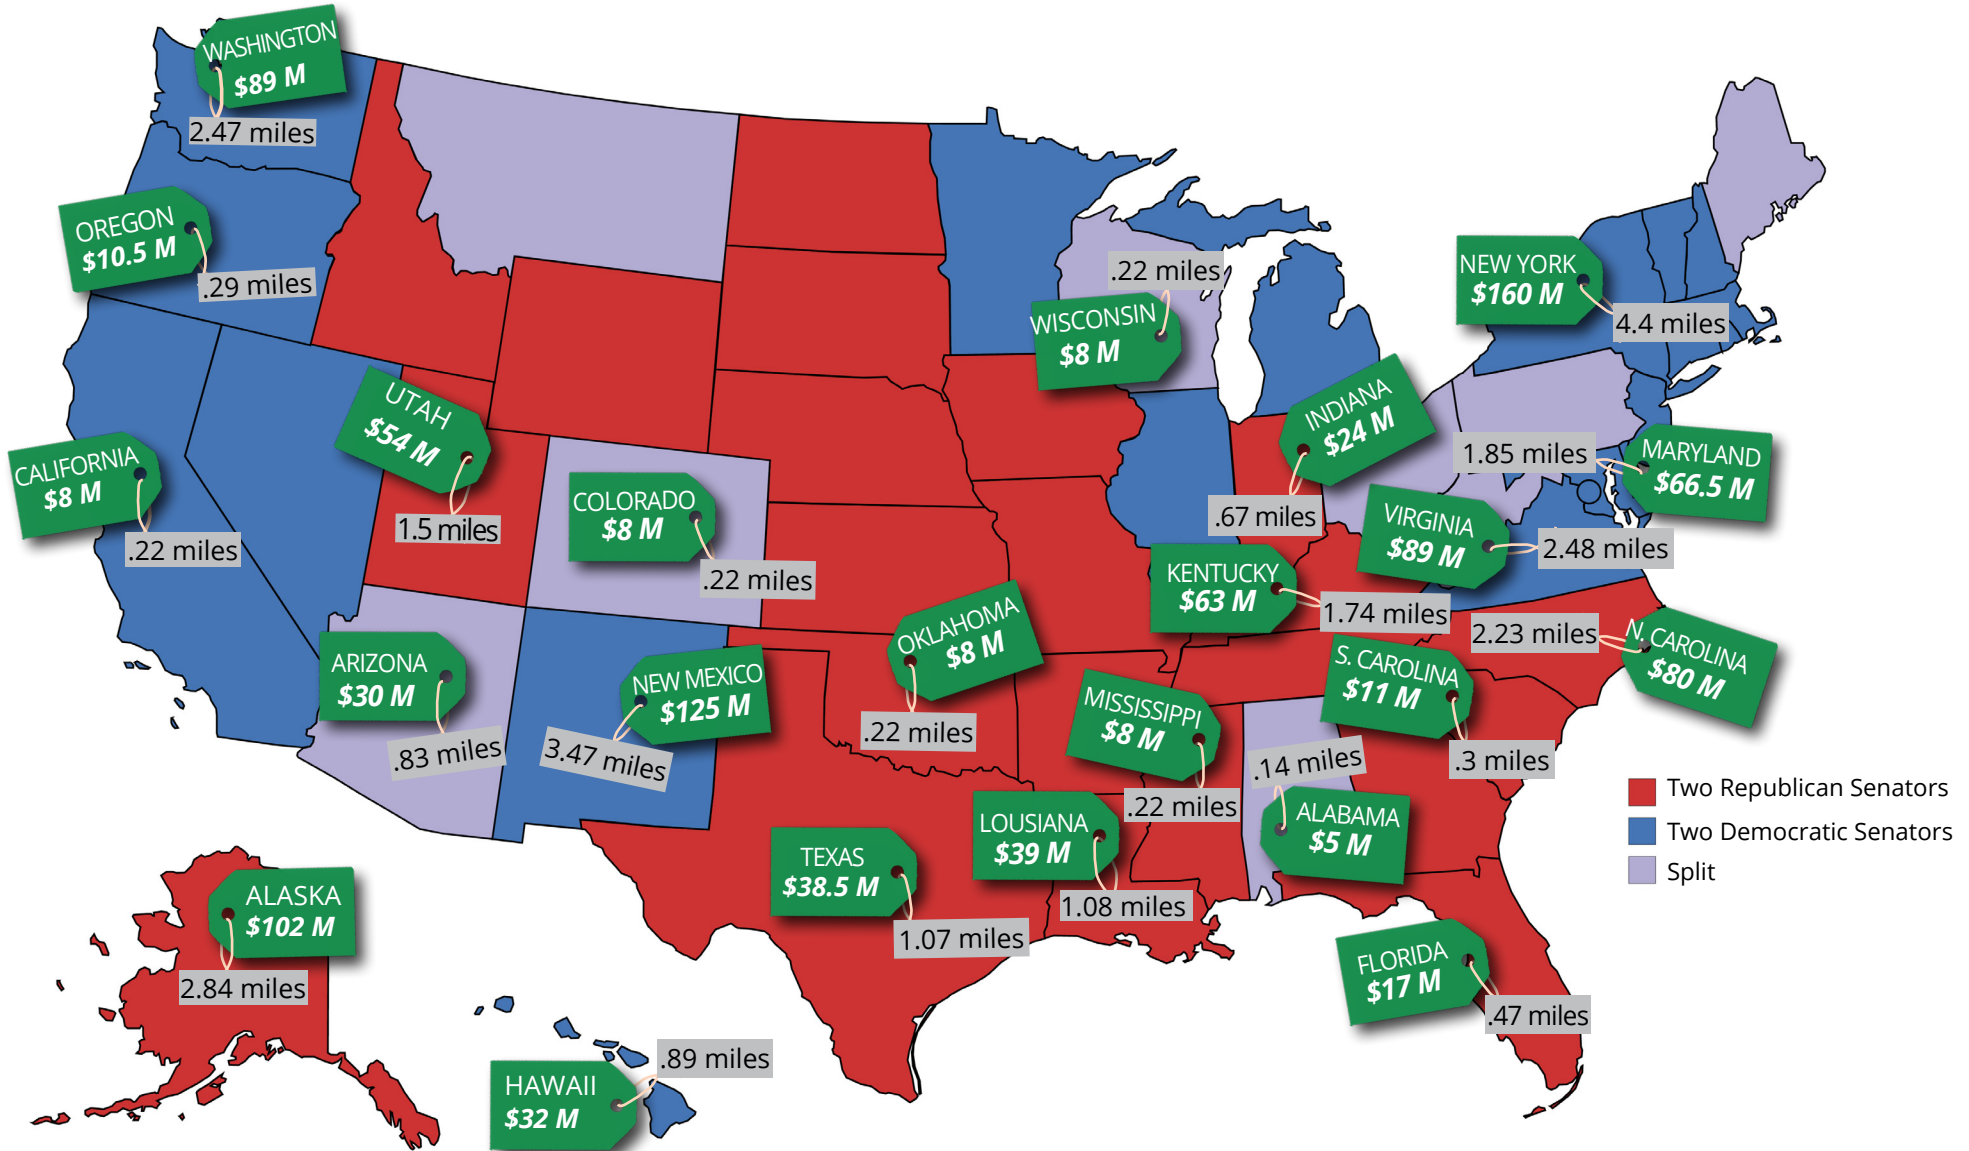 WASHINGTON
$89 M
2.47 miles
OREGON
$10.5 M
.29 miles
CALIFORNIA
$8 M
.22 miles
UTAH
$54 M
1.5 miles
COLORADO
$8 M
.22 miles
ARIZONA
$30 M
.83 miles
NEW MEXICO
$125 M
3.47 miles
OKLAHOMA
$8 M
.22 miles
TEXAS
$38.5 M
1.07 miles
LOUSIANA
$39 M
1.08 miles
MISSISSIPPI
$8 M
.22 miles
.14 miles
ALABAMA
$5 M
.22 miles
WISCONSIN
$8 M
INDIANA
$24 M
.67 miles
KENTUCKY
$63 M
1.74 miles
NEW YORK
$160 M
4.4 miles
1.85 miles
MARYLAND
$66.5 M
VIRGINIA
$89 M
2.48 miles
2.23 miles
N. CAROLINA
$80 M
S. CAROLINA
$11 M
.3 miles
FLORIDA
$17 M
.47 miles
ALASKA
$102 M
2.84 miles
.89 miles
HAWAII
$32 M
Two Republican Senators
Two Democratic Senators
Split